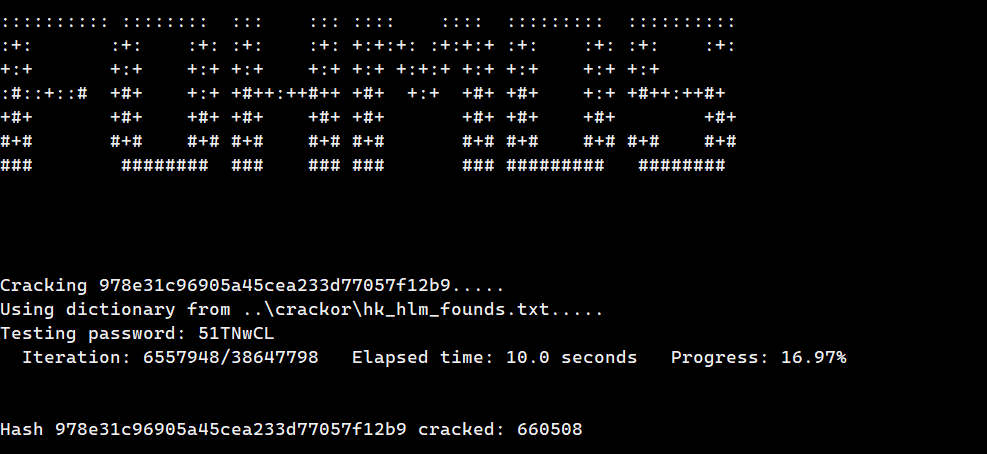 :::::::::: ::::::::  :::    ::: ::::    ::::  :::::::::  ::::::::::
:+:       :+:    :+: :+:    :+: +:+:+: :+:+:+ :+:    :+: :+:    :+:
+:+       +:+    +:+ +:+    +:+ +:+ +:+:+ +:+ +:+    +:+ +:+
:#::+::#  +#+    +:+ +#++:++#++ +#+  +:+  +#+ +#+    +:+ +#++:++#+
+#+       +#+    +#+ +#+    +#+ +#+       +#+ +#+    +#+        +#+
#+#       #+#    #+# #+#    #+# #+#       #+# #+#    #+# #+#    #+#
###        ########  ###    ### ###       ### #########   ########
Cracking 978e31c96905a45cea233d77057f12b9.....
Using dictionary from ..\crackor\hk_hlm_founds.txt.....
Testing password: 51TNwCL
Iteration: 6557948/38647798   Elapsed time: 10.0 seconds   Progress: 16.97%
Hash 978e31c96905a45cea233d77057f12b9 cracked: 660508